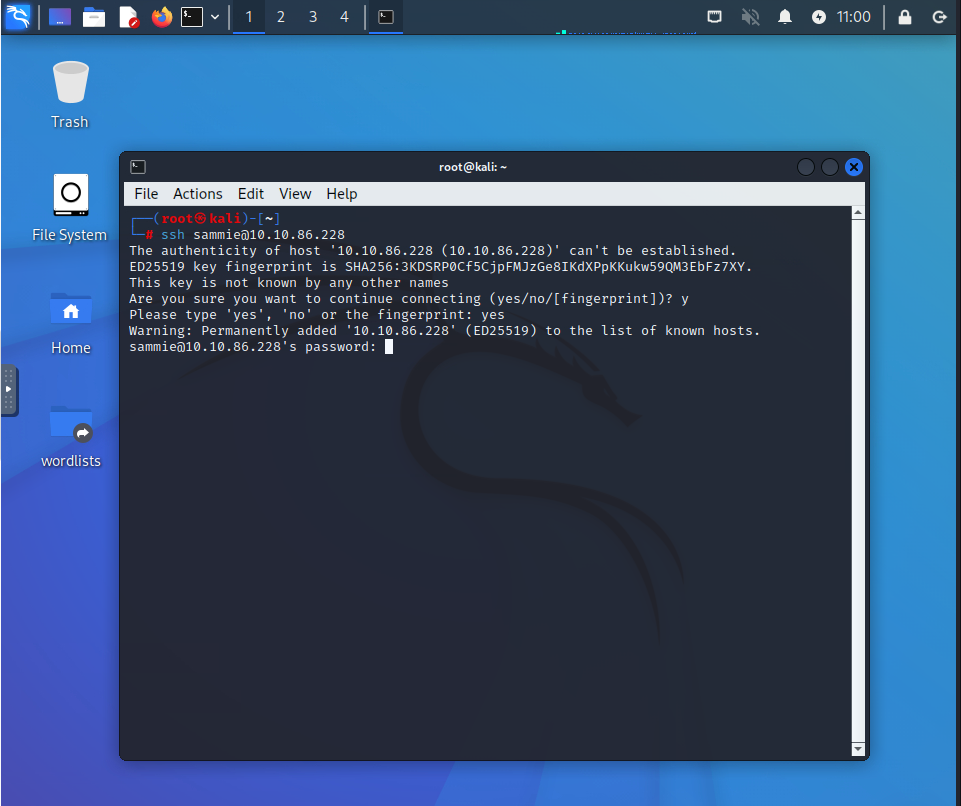 1 2 3 4 11:00
Trash
File System
Home
wordlists
root@kali: ~
File Actions Edit View Help
┌──(root㉿kali)-[~]
└─# ssh sammie@10.10.86.228
The authenticity of host '10.10.86.228 (10.10.86.228)' can't be established.
ED25519 key fingerprint is SHA256:3KDSRP0Cf5CjpFMJzGe8IKdXPpKKukw59QM3EbFz7XY.
This key is not known by any other names
Are you sure you want to continue connecting (yes/no/[fingerprint])? y
Please type 'yes', 'no' or the fingerprint: yes
Warning: Permanently added '10.10.86.228' (ED25519) to the list of known hosts.
sammie@10.10.86.228's password: